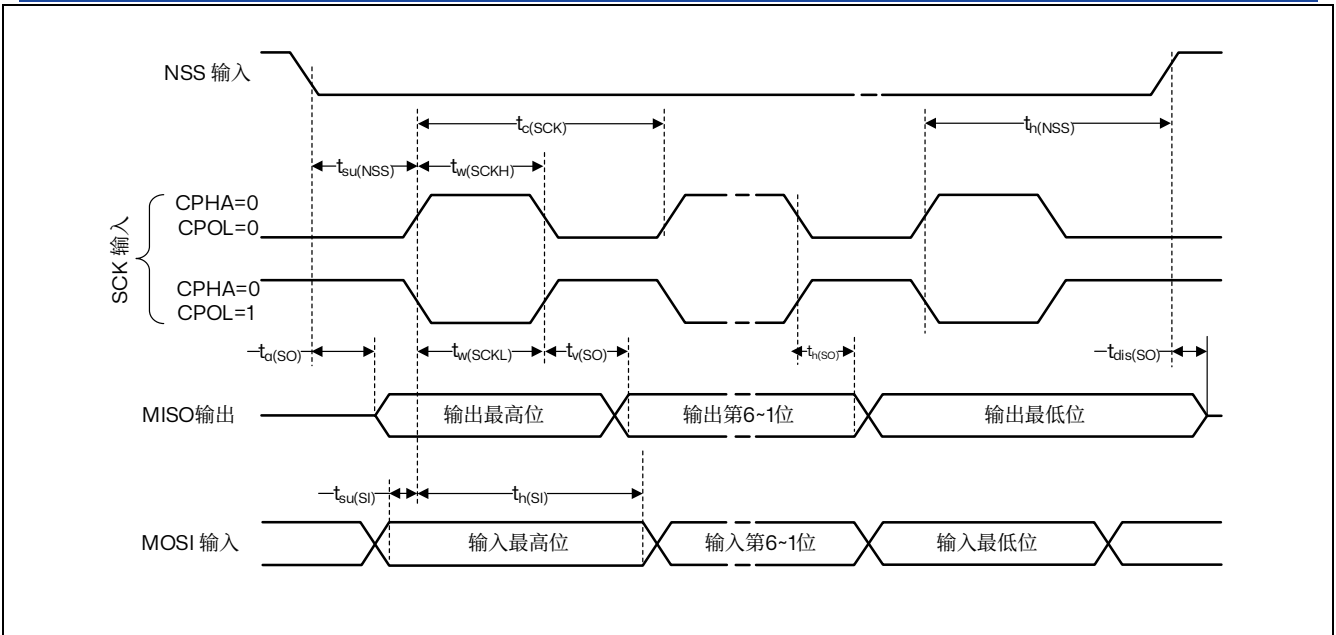 NSS 输入
tc(SCK)
th(NSS)
tsu(NSS)
tw(SCKH)
SCK 输入
CPHA=0
CPOL=0
CPHA=0
CPOL=1
ta(SO)
tw(SCKL)
tv(SO)
th(SO)
tdis(SO)
MISO输出
输出最高位
输出第6~1位
输出最低位
tsu(SI)
th(SI)
MOSI 输入
输入最高位
输入第6~1位
输入最低位